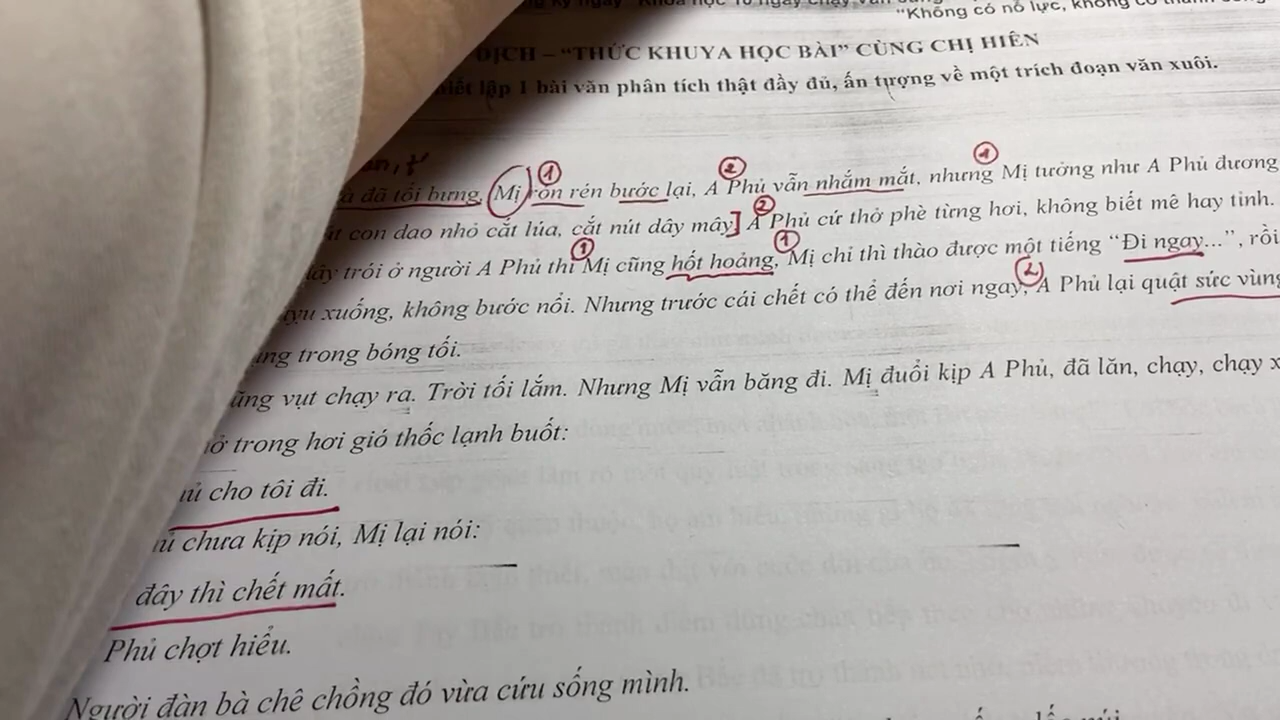 "Không có nỗ lực, không có thành
DỊCH – "THỨC KHUYA HỌC BÀI" CÙNG CHỊ HIÊN
lập 1 bài văn phân tích thật đầy đủ, ấn tượng về một trích đoạn văn xuôi.
① ② ①
đã tối bưng, Mị rón rén bước lại, A Phủ vẫn nhắm mắt, nhưng Mị tưởng như A Phủ đương
②
con dao nhỏ cắt lúa, cắt nút dây mây] A Phủ cứ thở phè từng hơi, không biết mê hay tỉnh.
① ①
trói ở người A Phủ thì Mị cũng hốt hoảng, Mị chỉ thì thào được một tiếng "Đi ngay...", rồi
②
xuống, không bước nổi. Nhưng trước cái chết có thể đến nơi ngay, A Phủ lại quật sức vùng
trong bóng tối.
vụt chạy ra. Trời tối lắm. Nhưng Mị vẫn băng đi. Mị đuổi kịp A Phủ, đã lăn, chạy, chạy
trong hơi gió thốc lạnh buốt:
cho tôi đi.
chưa kịp nói, Mị lại nói:
đây thì chết mất.
Phủ chợt hiểu.
Người đàn bà chê chồng đó vừa cứu sống mình.